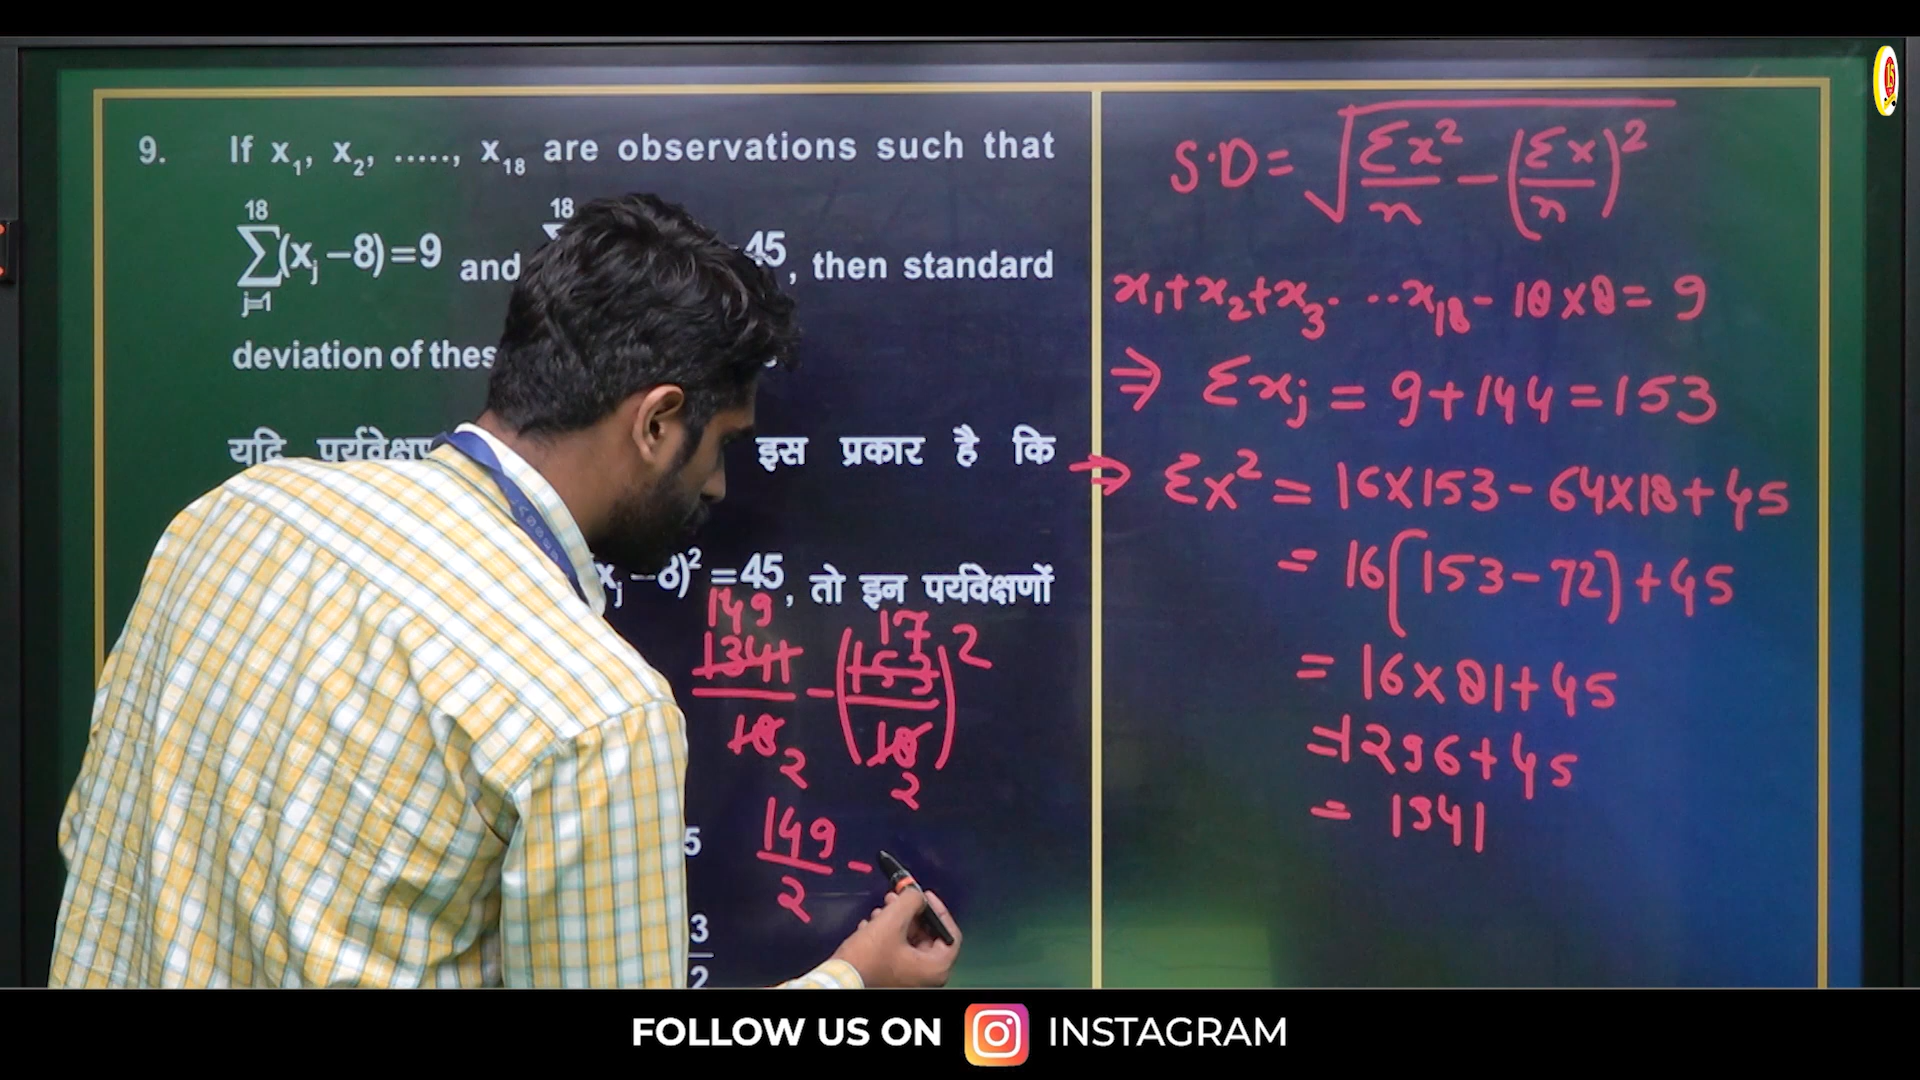 9. If x₁, x₂, ....., x₁₈ are observations such that
18 18
∑(xⱼ −8)=9 and 45, then standard
j=1
deviation of thes
यदि पर्यवेक्षण इस प्रकार है कि
xⱼ −8)² =45, तो इन पर्यवेक्षणों
149 17
1341 − (153)²
18 2 18 2
149 −
2
5
3
2
S.D = √Σx²/n − (Σx/n)²
x₁+x₂+x₃- ..x₁₈ - 18×8 = 9
⇒ Σxⱼ = 9+144 = 153
⇒ Σx² = 16×153 - 64×18 + 45
= 16(153-72)+45
= 16×81+45
=1296+45
= 1341
FOLLOW US ON INSTAGRAM